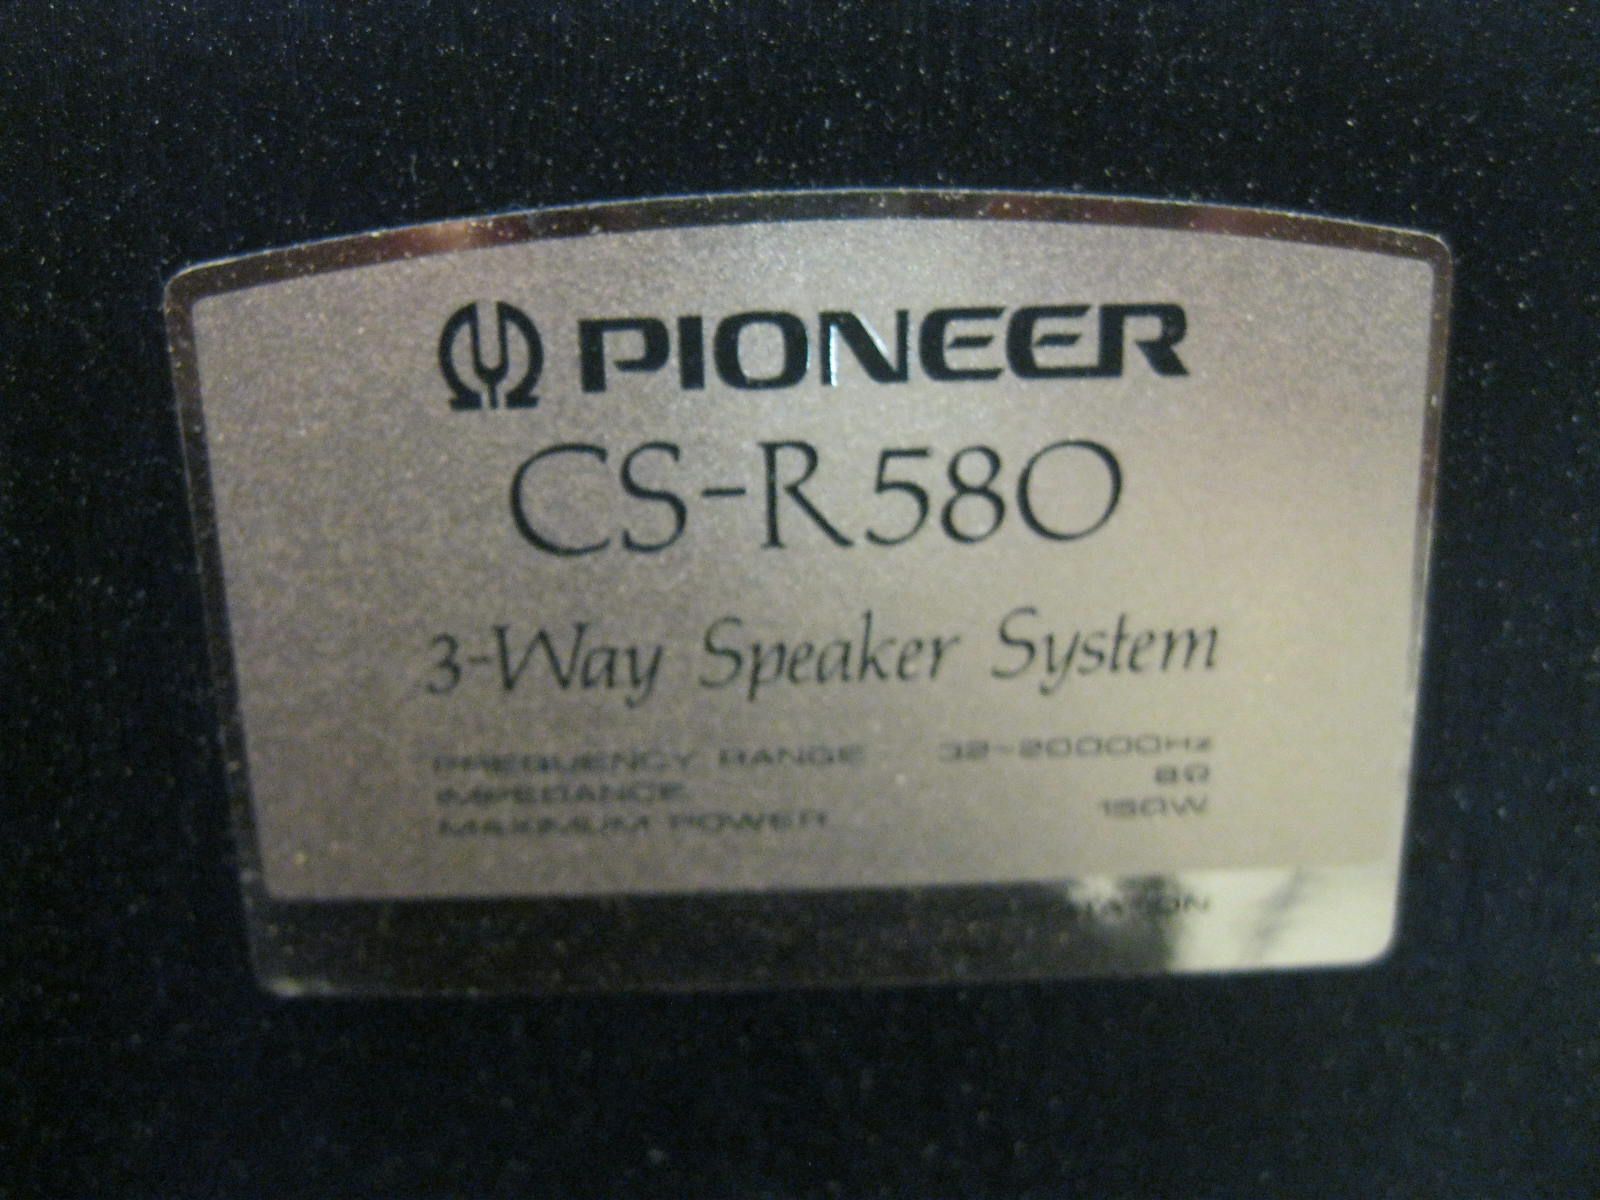 PIONEER
CS-R580
3-Way Speaker System
FREQUENCY RANGE 32~20000Hz
IMPEDANCE 8Ω
MAXIMUM POWER 150W